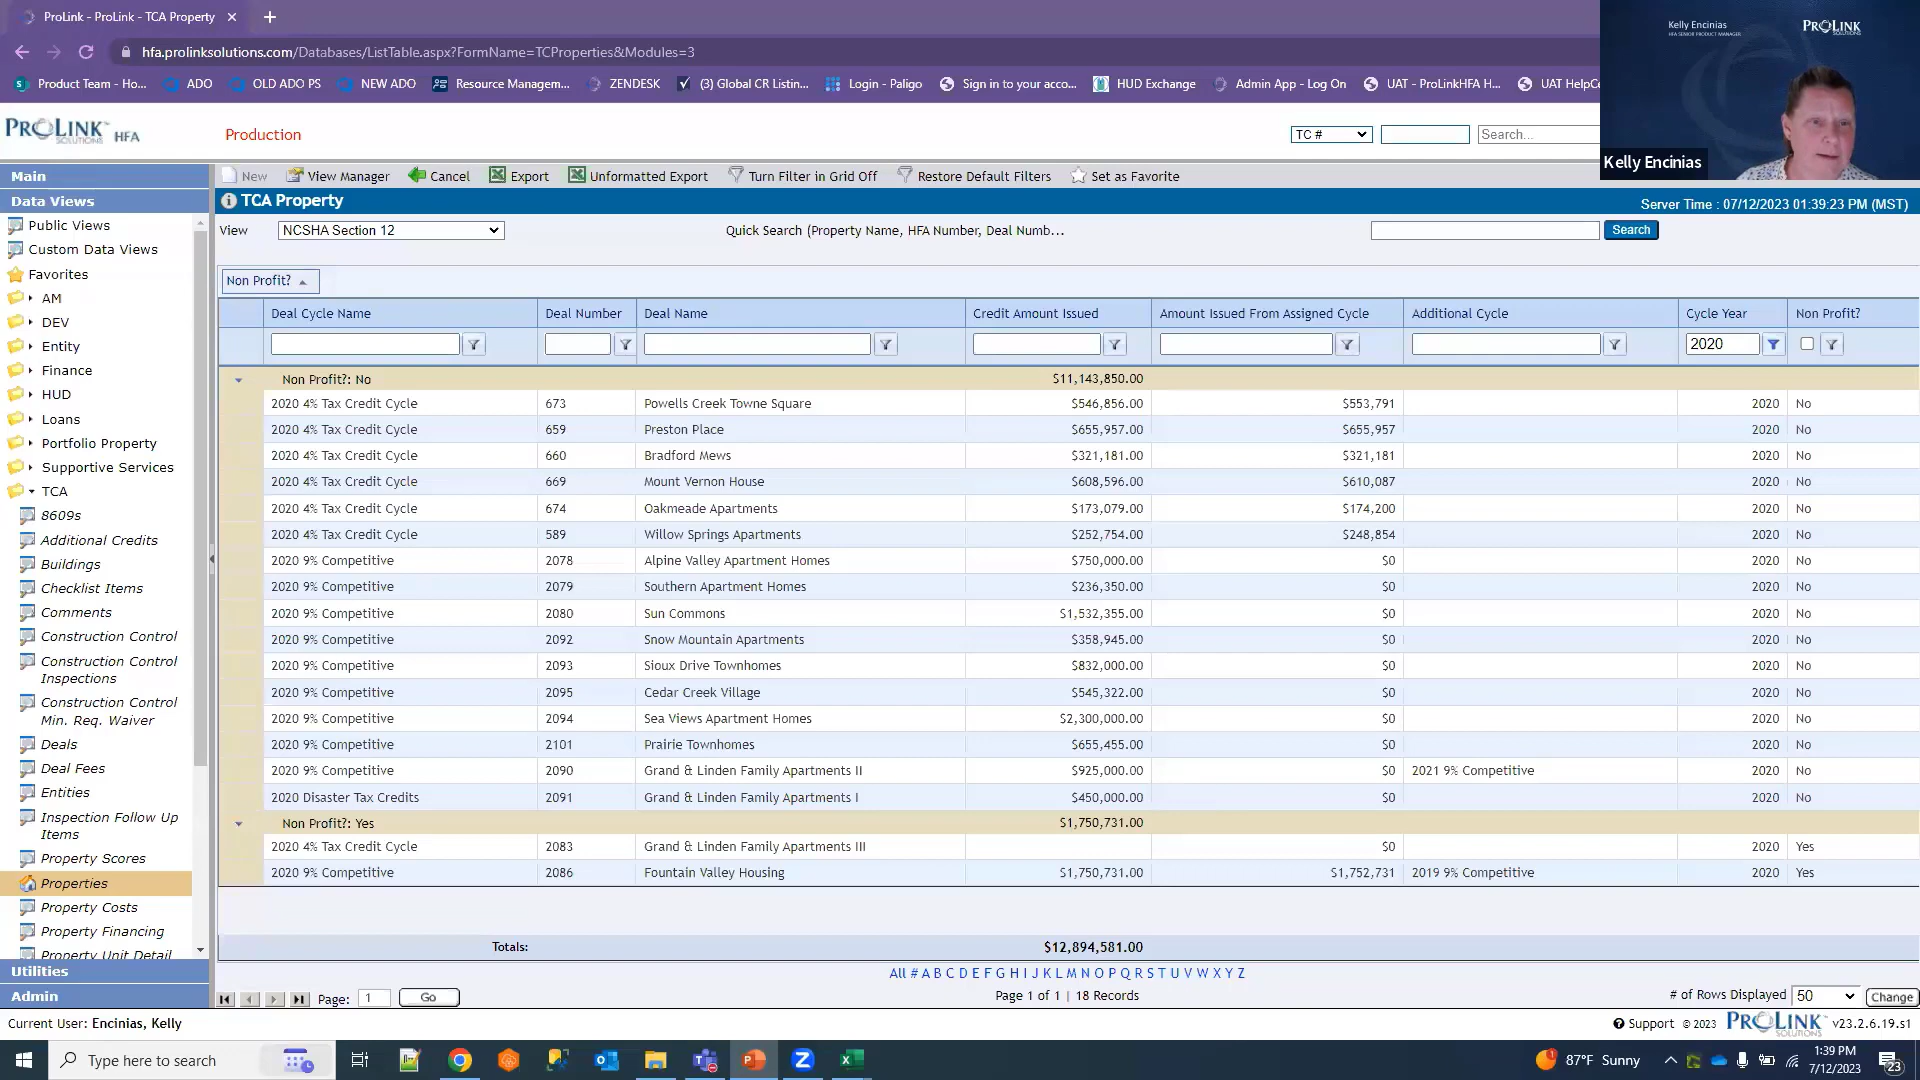 ProLink - ProLink - TCA Property
hfa.prolinksolutions.com/Databases/ListTable.aspx?FormName=TCProperties&Modules=3
Product Team - Ho... ADO OLD ADO PS NEW ADO Resource Managem... ZENDESK (3) Global CR Listin... Login - Paligo Sign in to your acco... HUD Exchange Admin App - Log On UAT - ProLinkHFA H... UAT HelpCe
Kelly Encinias
HFA SENIOR PRODUCT MANAGER
PROLINK
SOLUTIONS
Kelly Encinias
PROLINK HFA
SOLUTIONS
Production
TC #
Search...
Main
Data Views
Public Views
Custom Data Views
Favorites
AM
DEV
Entity
Finance
HUD
Loans
Portfolio Property
Supportive Services
TCA
8609s
Additional Credits
Buildings
Checklist Items
Comments
Construction Control
Construction Control
Inspections
Construction Control
Min. Req. Waiver
Deals
Deal Fees
Entities
Inspection Follow Up
Items
Property Scores
Properties
Property Costs
Property Financing
Property Unit Detail
Utilities
Admin
New View Manager Cancel Export Unformatted Export Turn Filter in Grid Off Restore Default Filters Set as Favorite
TCA Property
Server Time : 07/12/2023 01:39:23 PM (MST)
View NCSHA Section 12 Quick Search (Property Name, HFA Number, Deal Numb... Search
Non Profit?
Deal Cycle Name Deal Number Deal Name Credit Amount Issued Amount Issued From Assigned Cycle Additional Cycle Cycle Year Non Profit?
2020
Non Profit?: No $11,143,850.00
2020 4% Tax Credit Cycle 673 Powells Creek Towne Square $546,856.00 $553,791 2020 No
2020 4% Tax Credit Cycle 659 Preston Place $655,957.00 $655,957 2020 No
2020 4% Tax Credit Cycle 660 Bradford Mews $321,181.00 $321,181 2020 No
2020 4% Tax Credit Cycle 669 Mount Vernon House $608,596.00 $610,087 2020 No
2020 4% Tax Credit Cycle 674 Oakmeade Apartments $173,079.00 $174,200 2020 No
2020 4% Tax Credit Cycle 589 Willow Springs Apartments $252,754.00 $248,854 2020 No
2020 9% Competitive 2078 Alpine Valley Apartment Homes $750,000.00 $0 2020 No
2020 9% Competitive 2079 Southern Apartment Homes $236,350.00 $0 2020 No
2020 9% Competitive 2080 Sun Commons $1,532,355.00 $0 2020 No
2020 9% Competitive 2092 Snow Mountain Apartments $358,945.00 $0 2020 No
2020 9% Competitive 2093 Sioux Drive Townhomes $832,000.00 $0 2020 No
2020 9% Competitive 2095 Cedar Creek Village $545,322.00 $0 2020 No
2020 9% Competitive 2094 Sea Views Apartment Homes $2,300,000.00 $0 2020 No
2020 9% Competitive 2101 Prairie Townhomes $655,455.00 $0 2020 No
2020 9% Competitive 2090 Grand & Linden Family Apartments II $925,000.00 $0 2021 9% Competitive 2020 No
2020 Disaster Tax Credits 2091 Grand & Linden Family Apartments I $450,000.00 $0 2020 No
Non Profit?: Yes $1,750,731.00
2020 4% Tax Credit Cycle 2083 Grand & Linden Family Apartments III $0 2020 Yes
2020 9% Competitive 2086 Fountain Valley Housing $1,750,731.00 $1,752,731 2019 9% Competitive 2020 Yes
Totals: $12,894,581.00
All # A B C D E F G H I J K L M N O P Q R S T U V W X Y Z
Page: 1 Go Page 1 of 1 | 18 Records # of Rows Displayed 50 Change
Current User: Encinias, Kelly Support © 2023 PROLINK SOLUTIONS v23.2.6.19.s1
Type here to search 87°F Sunny 1:39 PM
7/12/2023 23